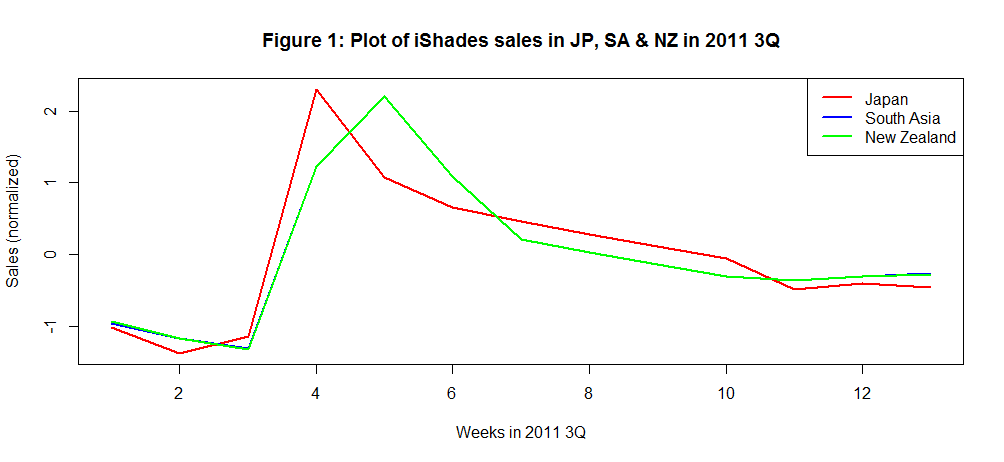 Figure 1: Plot of iShades sales in JP, SA & NZ in 2011 3Q
Japan
South Asia
New Zealand
Sales (normalized)
2
1
0
-1
2 4 6 8 10 12
Weeks in 2011 3Q